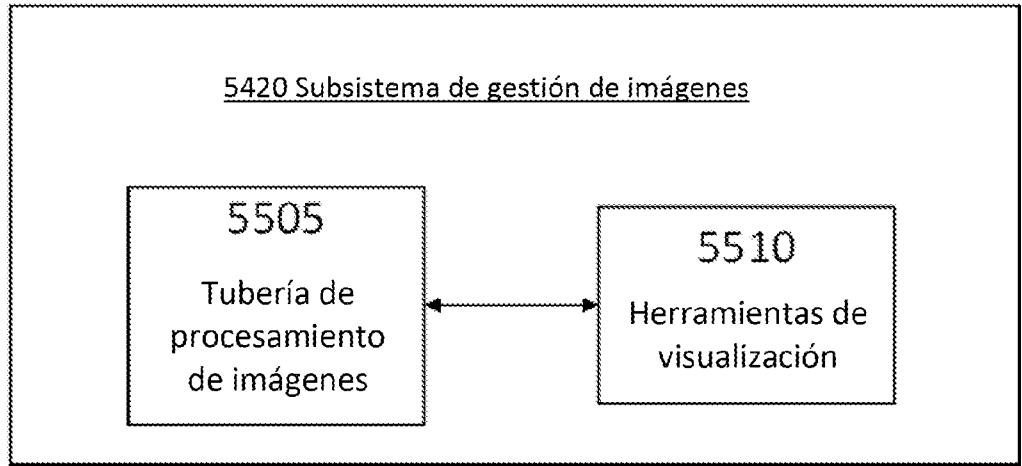 5420 Subsistema de gestión de imágenes
5505
Tubería de
procesamiento
de imágenes
5510
Herramientas de
visualización